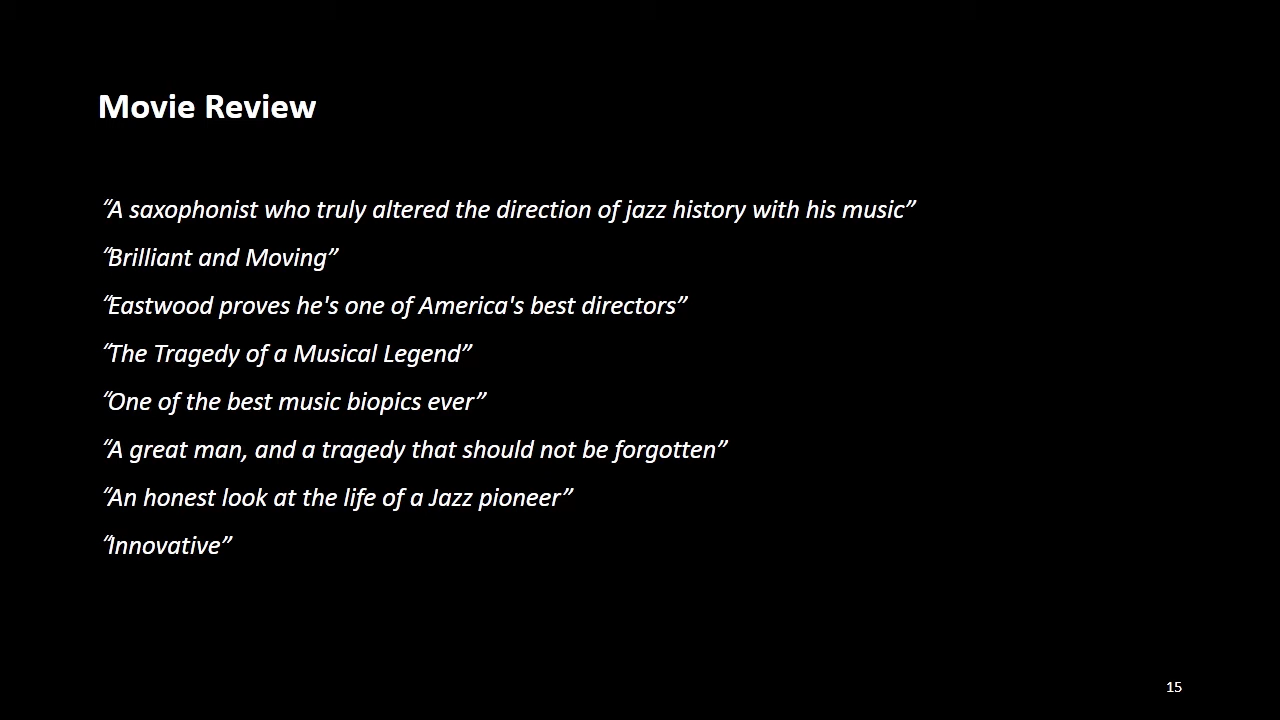 Movie Review
“A saxophonist who truly altered the direction of jazz history with his music”
“Brilliant and Moving”
“Eastwood proves he's one of America's best directors”
“The Tragedy of a Musical Legend”
“One of the best music biopics ever”
“A great man, and a tragedy that should not be forgotten”
“An honest look at the life of a Jazz pioneer”
“Innovative”
15